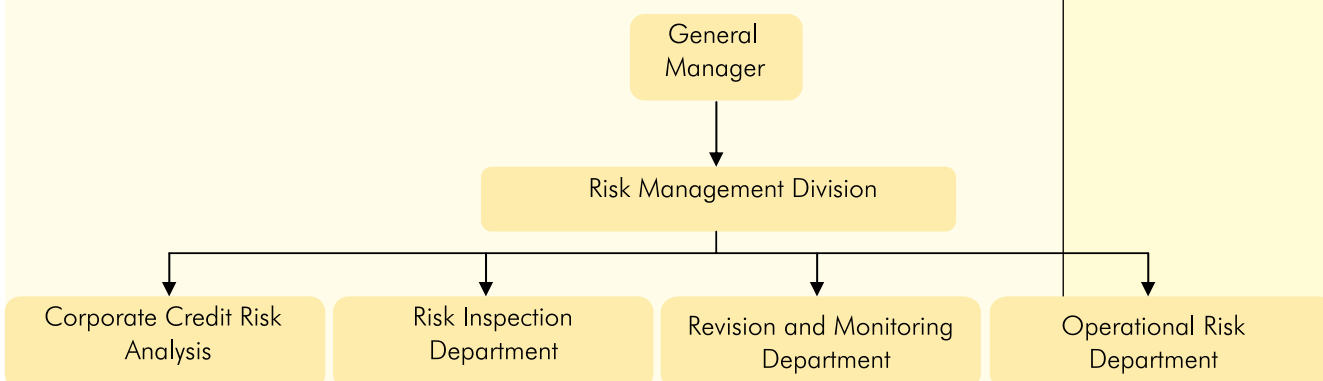 General
Manager
Risk Management Division
Corporate Credit Risk
Analysis
Risk Inspection
Department
Revision and Monitoring
Department
Operational Risk
Department